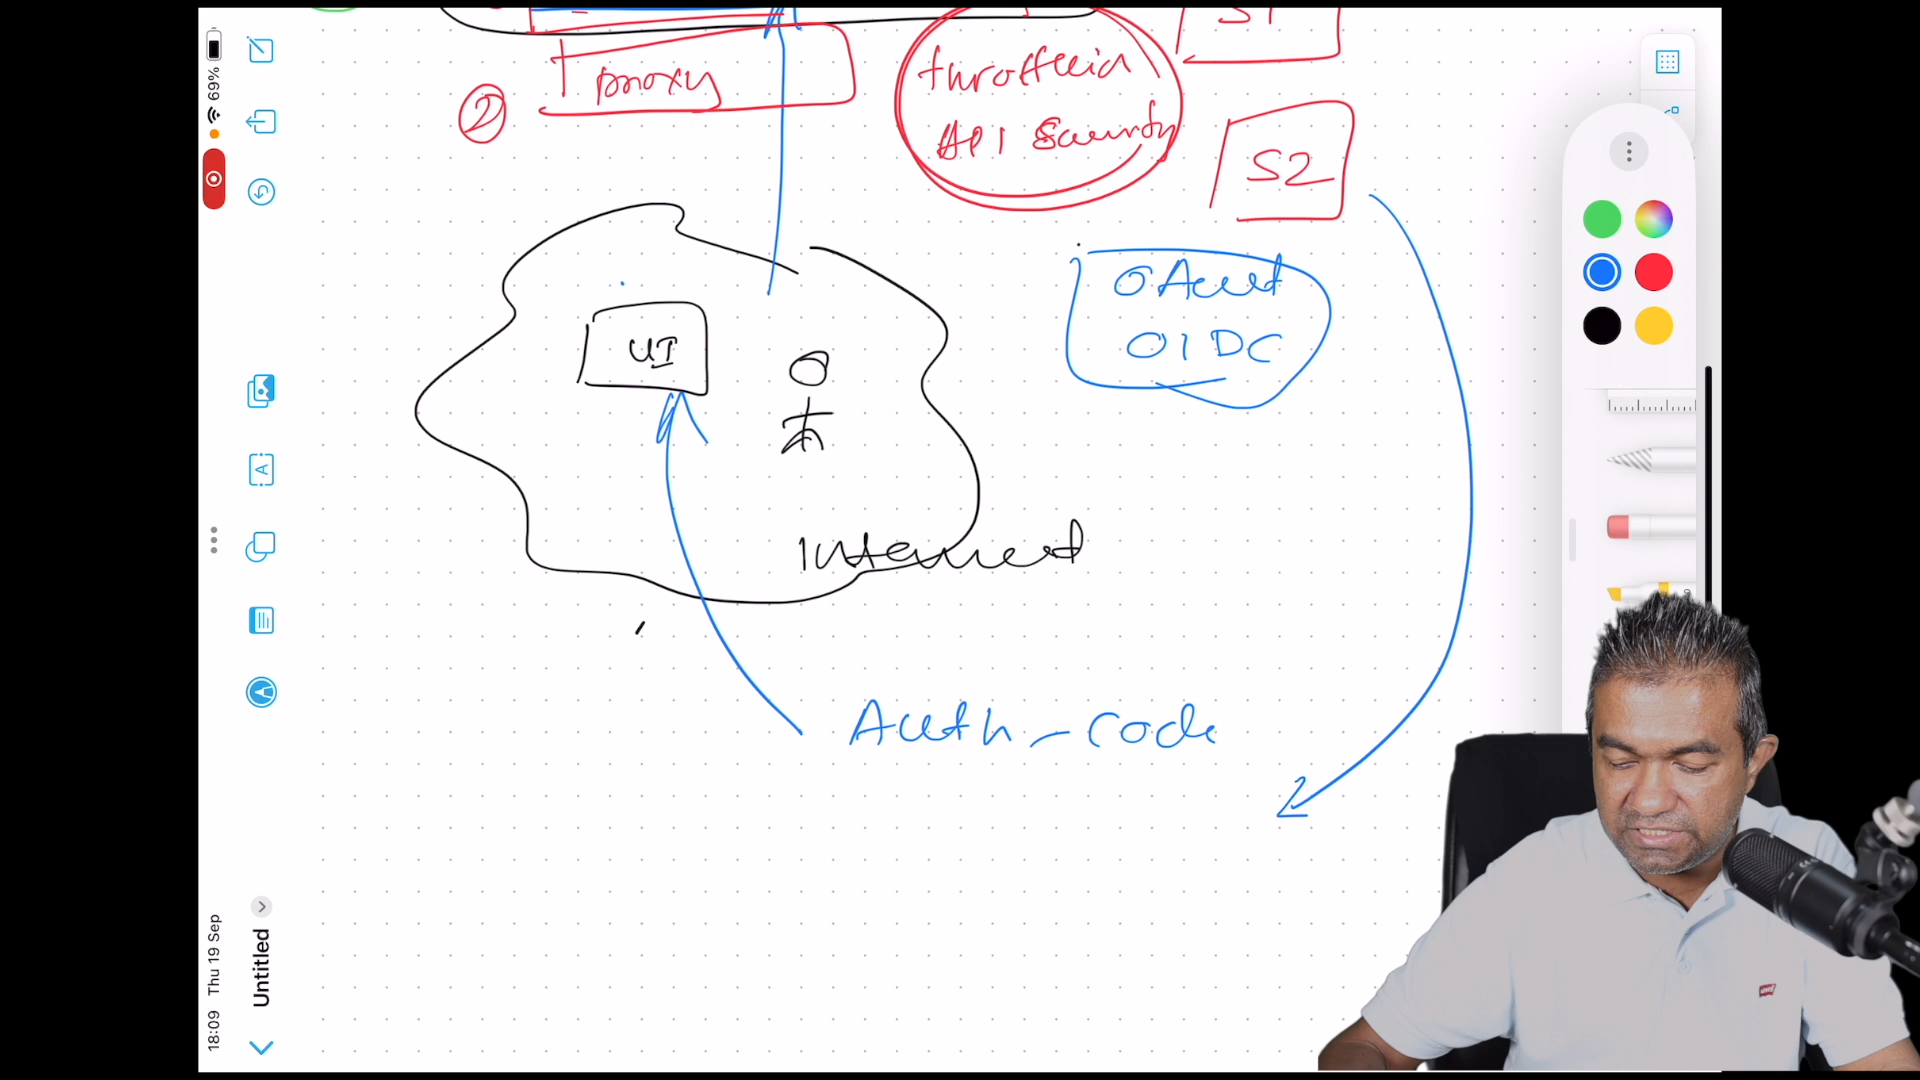 S1
proxy
2
throttling
API Security
S2
OAuth
OIDC
UI
Internet
Auth-code
69%
A
18:09 Thu 19 Sep
Untitled